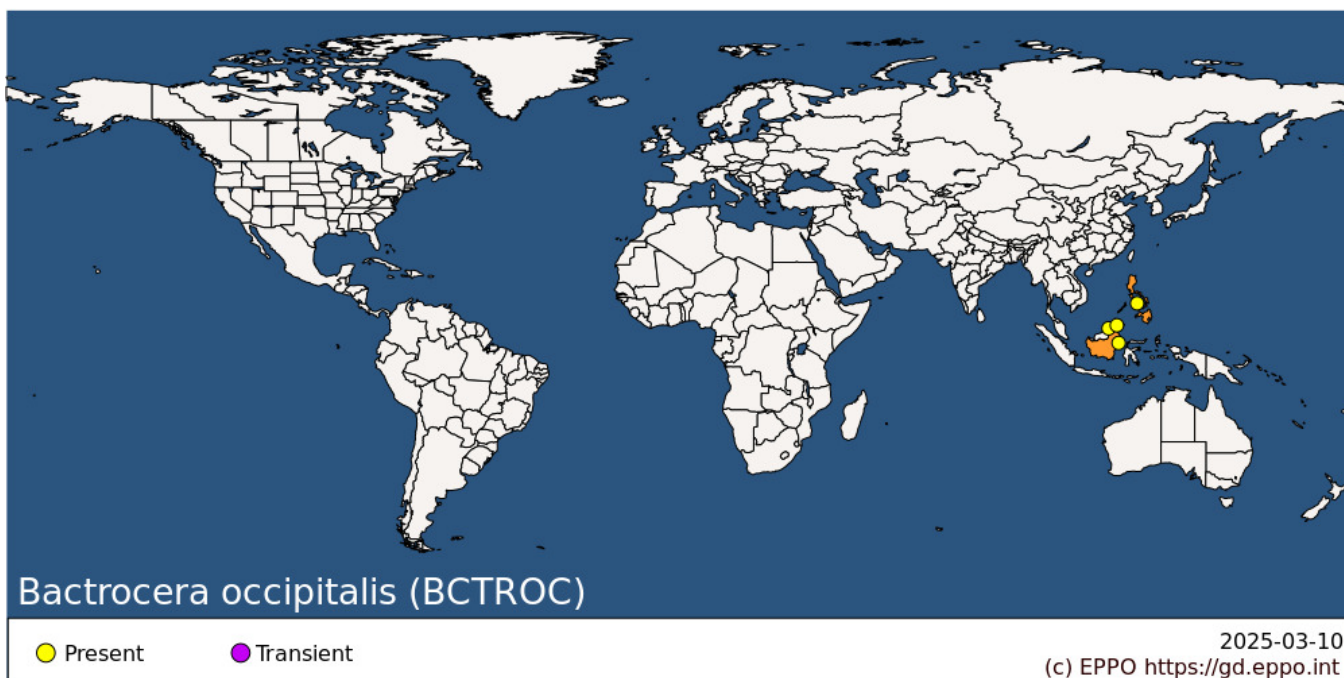 Bactrocera occipitalis (BCTROC)
Present
Transient
2025-03-10
(c) EPPO https://gd.eppo.int